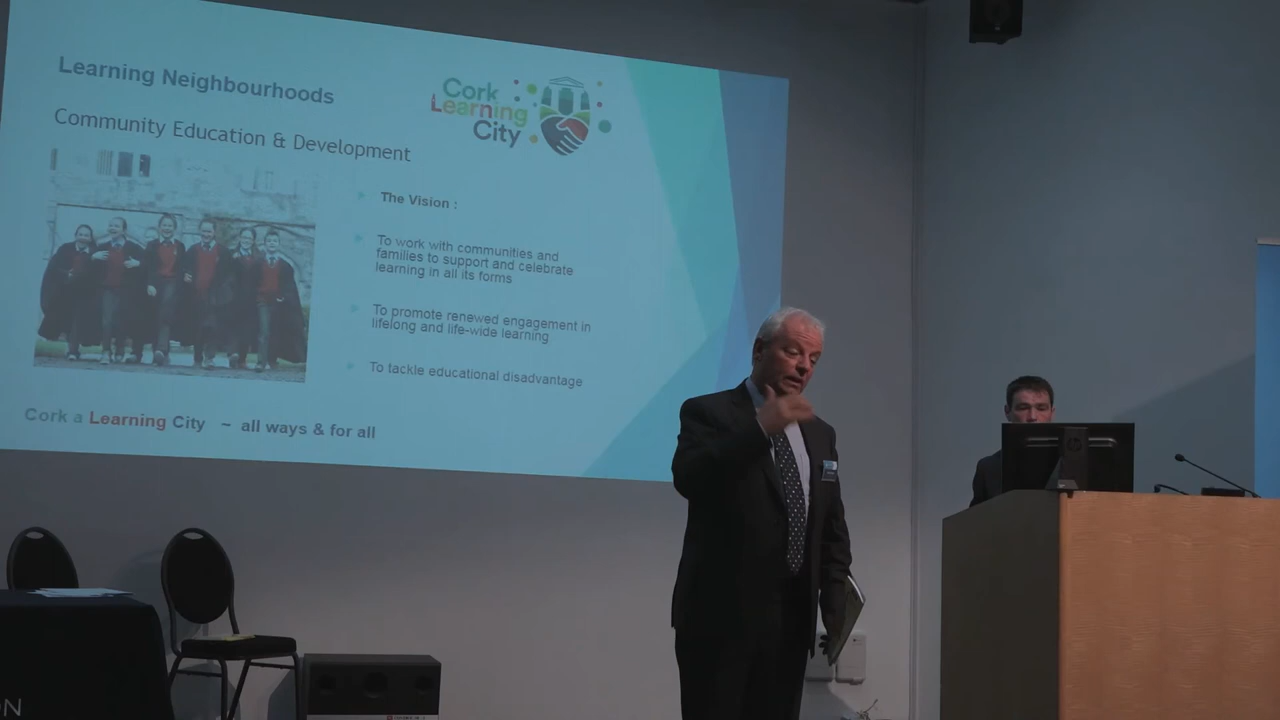 Learning Neighbourhoods
Cork
Learning
City
Community Education & Development
The Vision :
To work with communities and
families to support and celebrate
learning in all its forms
To promote renewed engagement in
lifelong and life-wide learning
To tackle educational disadvantage
Cork a Learning City ~ all ways & for all
hp
ON